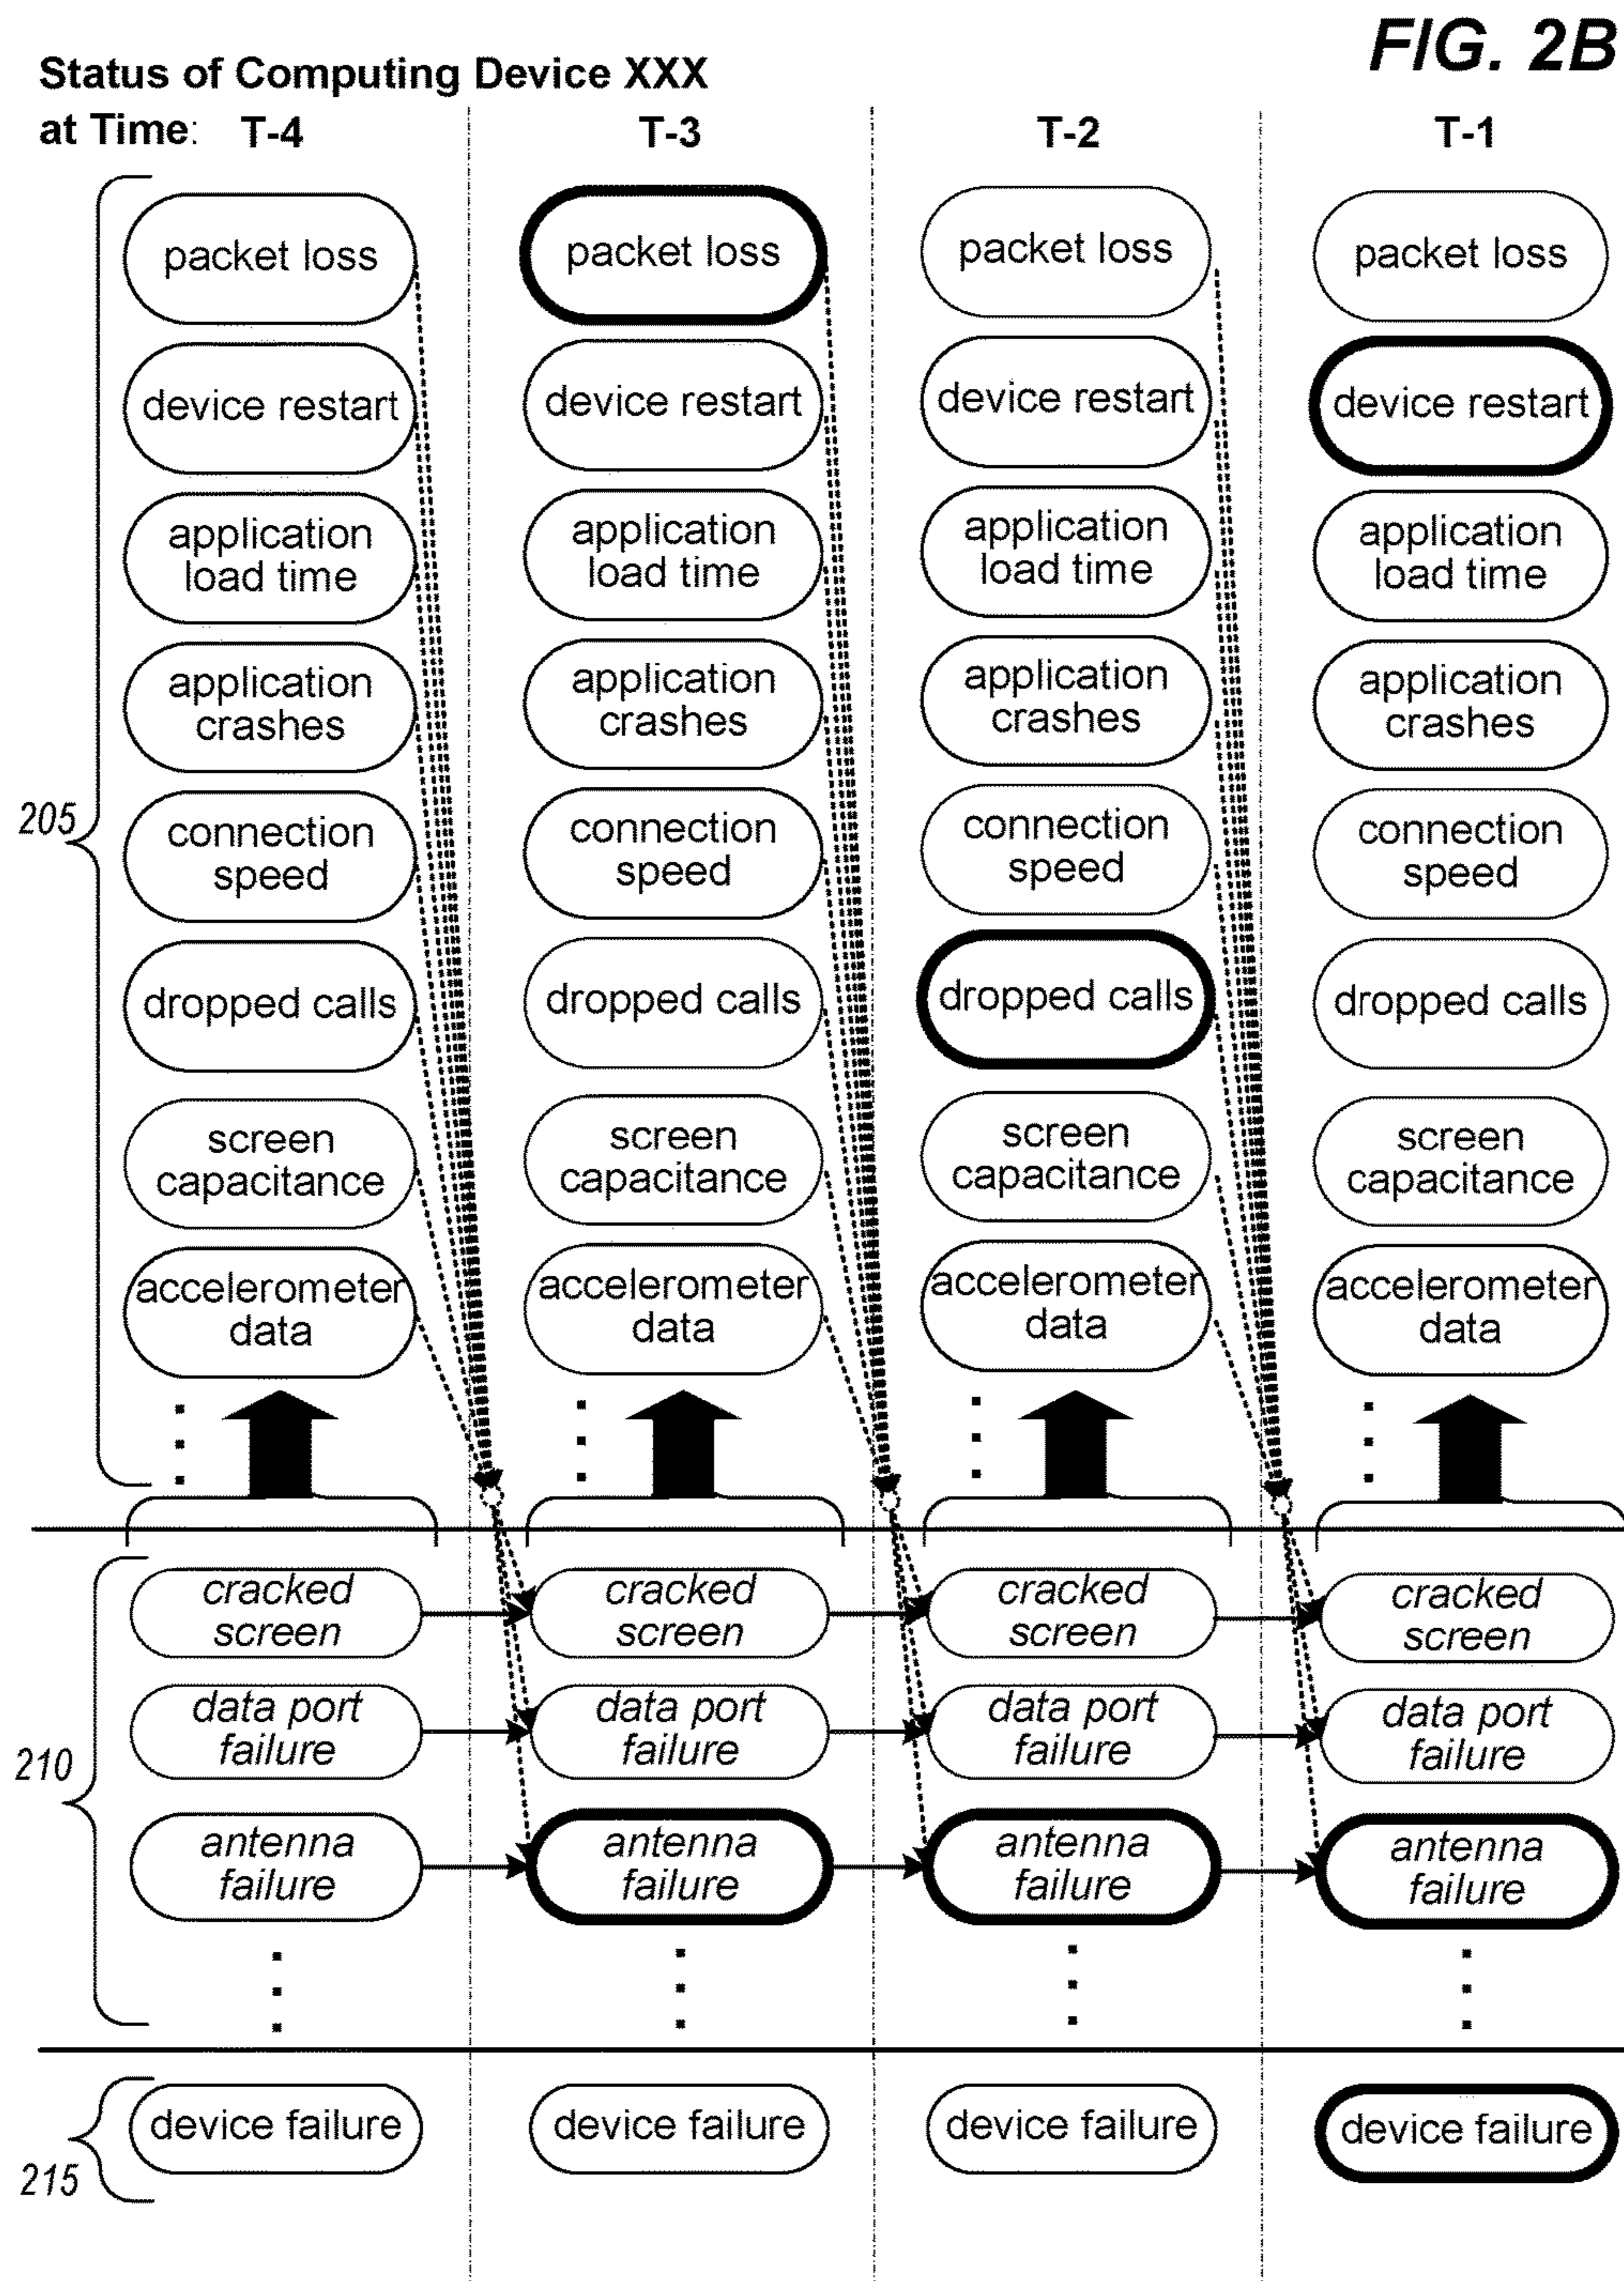 FIG. 2B
Status of Computing Device XXX
at Time: T-4 T-3 T-2 T-1
packet loss packet loss packet loss packet loss
device restart device restart device restart device restart
application application application application
load time load time load time load time
application application application application
crashes crashes crashes crashes
205
connection connection connection connection
speed speed speed speed
dropped calls dropped calls dropped calls dropped calls
screen screen screen screen
capacitance capacitance capacitance capacitance
accelerometer accelerometer accelerometer accelerometer
data data data data
cracked cracked cracked cracked
screen screen screen screen
data port data port data port data port
failure failure failure failure
210
antenna antenna antenna antenna
failure failure failure failure
device failure device failure device failure device failure
215